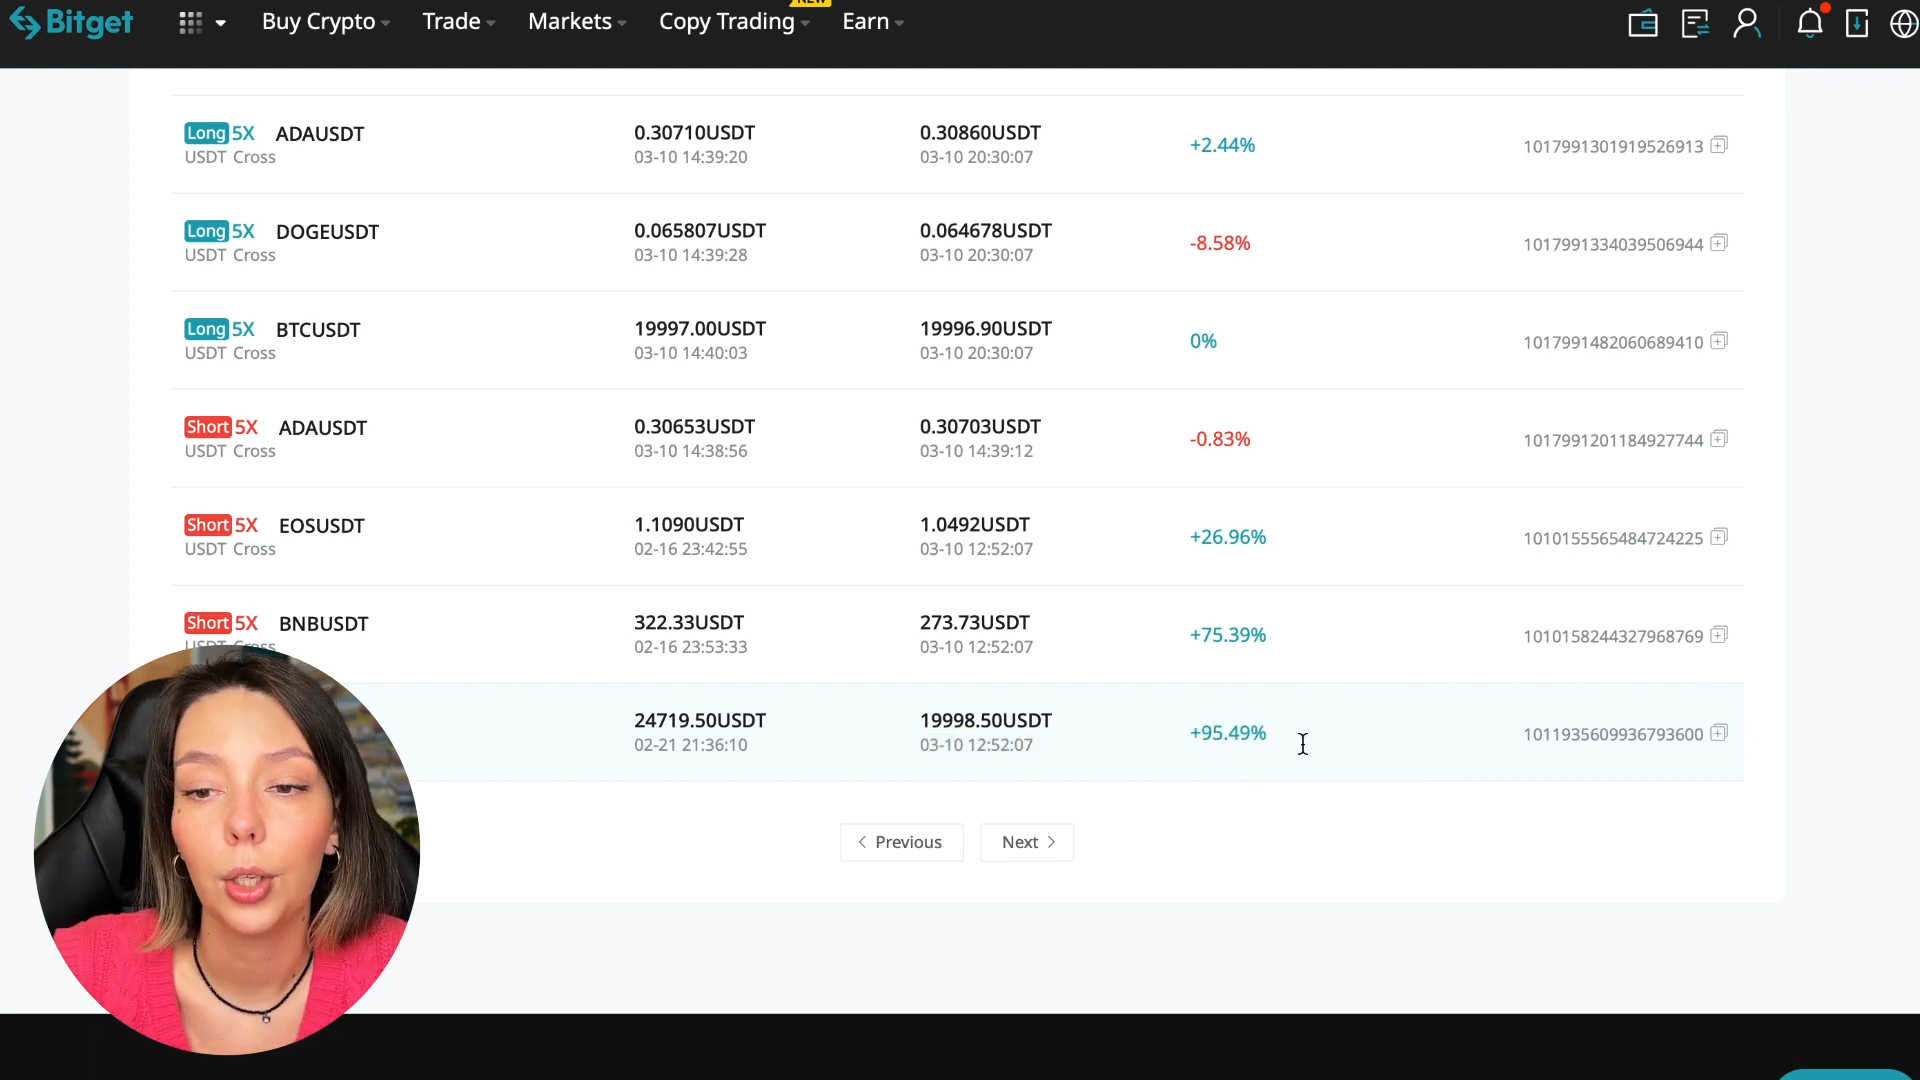 Bitget Buy Crypto Trade Markets Copy Trading NEW Earn
Long 5X ADAUSDT 0.30710USDT 0.30860USDT +2.44% 1017991301919526913
USDT Cross 03-10 14:39:20 03-10 20:30:07
Long 5X DOGEUSDT 0.065807USDT 0.064678USDT -8.58% 1017991334039506944
USDT Cross 03-10 14:39:28 03-10 20:30:07
Long 5X BTCUSDT 19997.00USDT 19996.90USDT 0% 1017991482060689410
USDT Cross 03-10 14:40:03 03-10 20:30:07
Short 5X ADAUSDT 0.30653USDT 0.30703USDT -0.83% 1017991201184927744
USDT Cross 03-10 14:38:56 03-10 14:39:12
Short 5X EOSUSDT 1.1090USDT 1.0492USDT +26.96% 1010155565484724225
USDT Cross 02-16 23:42:55 03-10 12:52:07
Short 5X BNBUSDT 322.33USDT 273.73USDT +75.39% 1010158244327968769
USDT Cross 02-16 23:53:33 03-10 12:52:07
24719.50USDT 19998.50USDT +95.49% 1011935609936793600
02-21 21:36:10 03-10 12:52:07
Previous Next